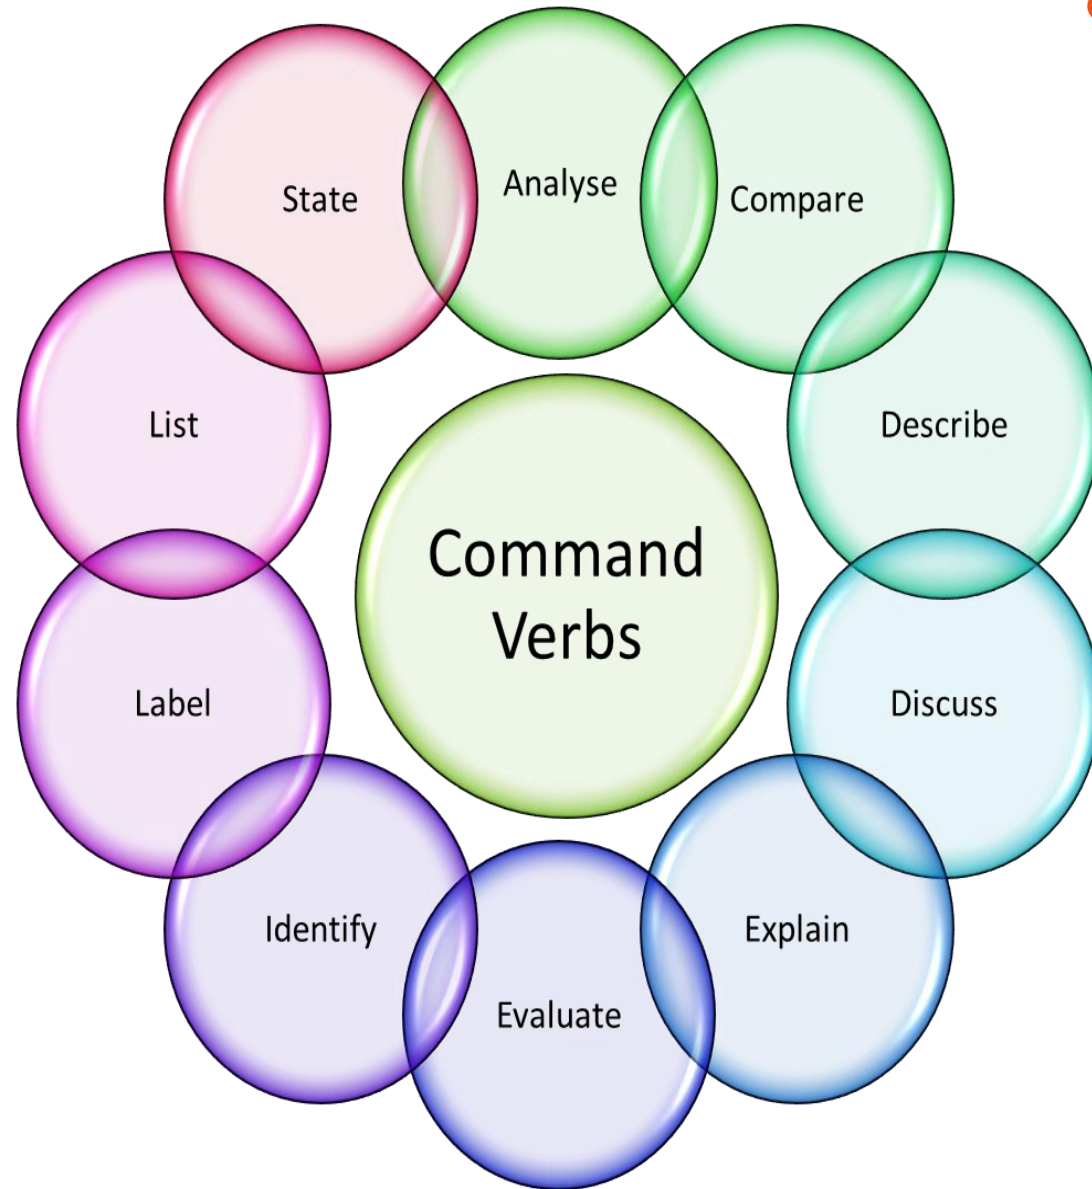 Analyse
Compare
Describe
Discuss
Explain
Evaluate
Identify
Label
List
State
Command
Verbs